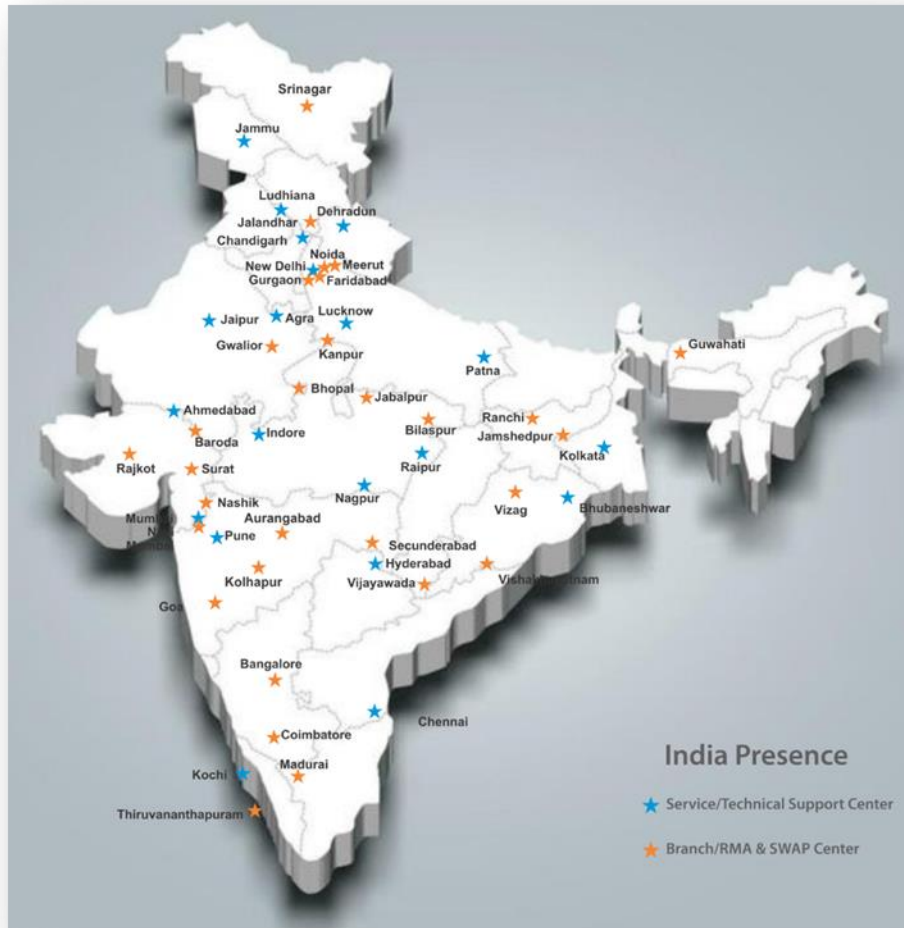 Srinagar
Jammu
Ludhiana
Dehradun
Jalandhar
Chandigarh
Noida
New Delhi
Meerut
Gurgaon
Faridabad
Jaipur
Agra
Lucknow
Gwalior
Kanpur
Guwahati
Patna
Bhopal
Jabalpur
Ahmedabad
Baroda
Indore
Bilaspur
Ranchi
Jamshedpur
Kolkata
Rajkot
Surat
Raipur
Nagpur
Nashik
Vizag
Bhubaneshwar
Aurangabad
Pune
Secunderabad
Hyderabad
Kolhapur
Vijayawada
Goa
Bangalore
Chennai
Coimbatore
Madurai
Kochi
Thiruvananthapuram
India Presence
Service/Technical Support Center
Branch/RMA & SWAP Center